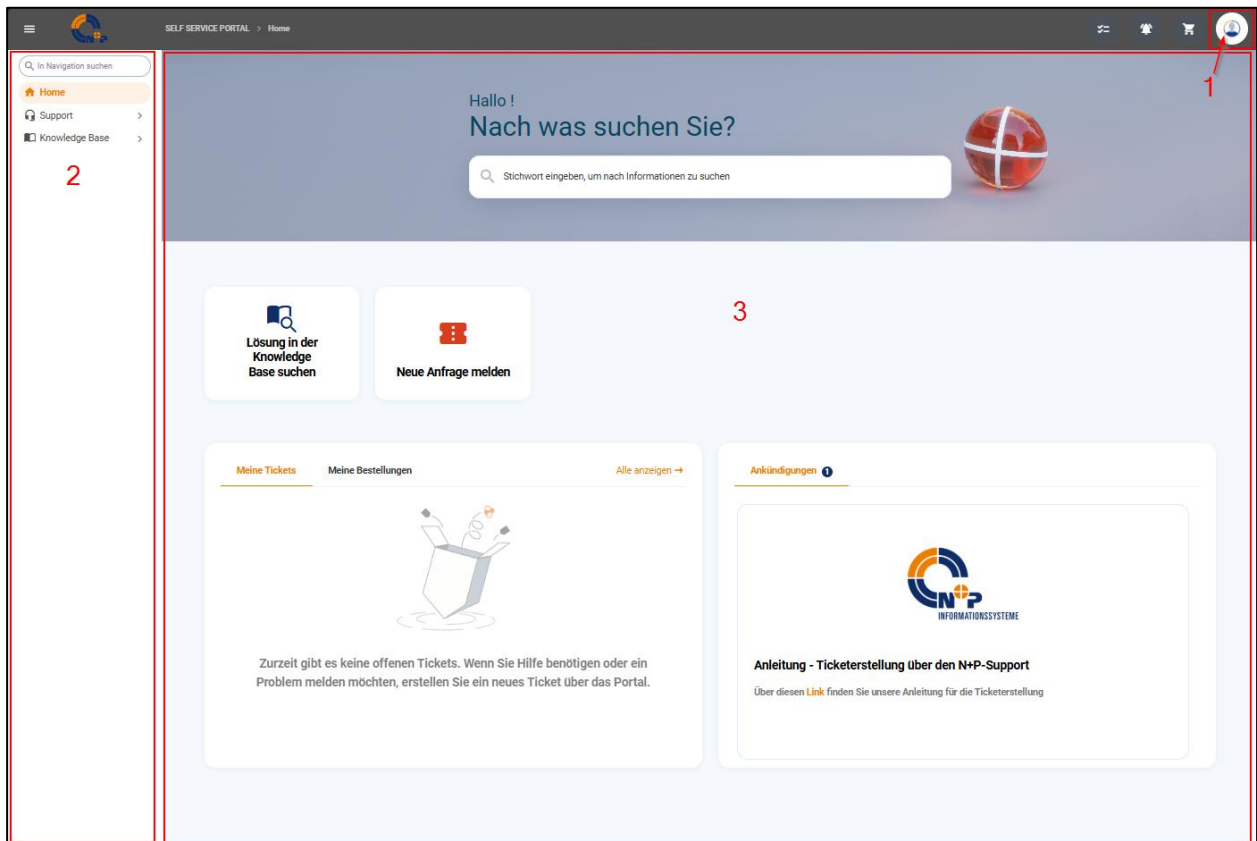 SELF SERVICE PORTAL > Home
N+P
1
In Navigation suchen
Home
Support
Knowledge Base
2
Hallo !
Nach was suchen Sie?
Stichwort eingeben, um nach Informationen zu suchen
3
Lösung in der
Knowledge
Base suchen
Neue Anfrage melden
Meine Tickets
Meine Bestellungen
Alle anzeigen →
Zurzeit gibt es keine offenen Tickets. Wenn Sie Hilfe benötigen oder ein
Problem melden möchten, erstellen Sie ein neues Ticket über das Portal.
Ankündigungen 1
N+P
INFORMATIONSSYSTEME
Anleitung - Ticketerstellung über den N+P-Support
Über diesen Link finden Sie unsere Anleitung für die Ticketerstellung